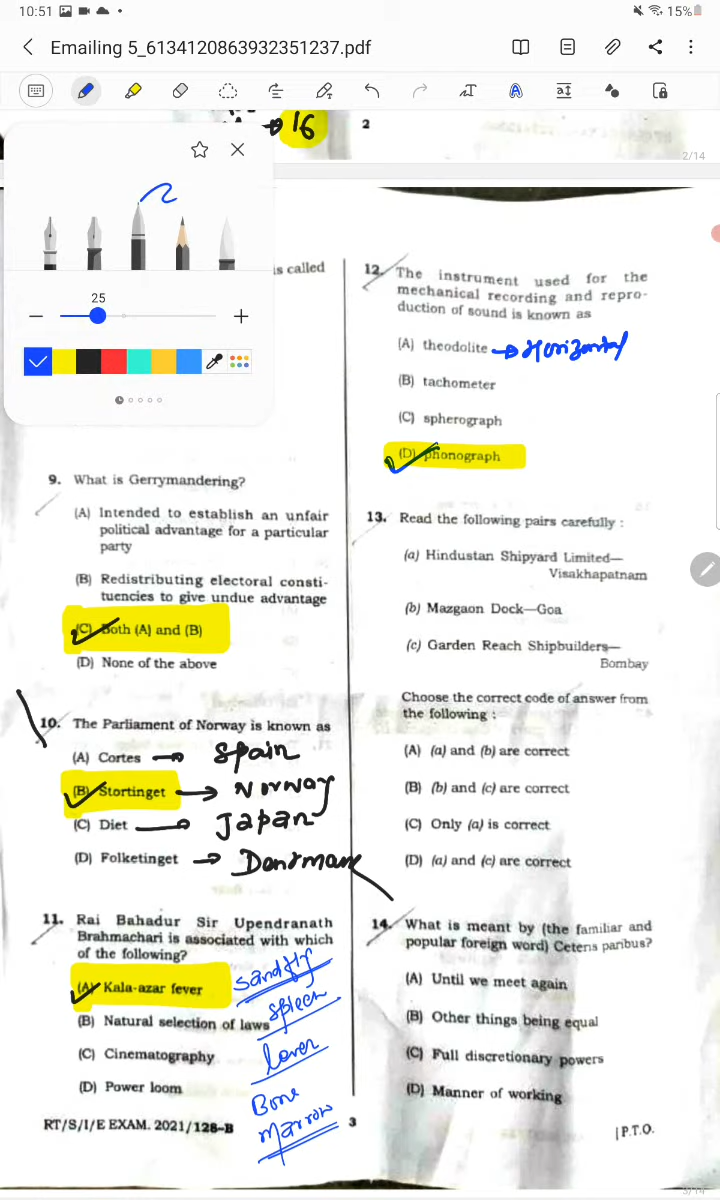 10:51
15%
Emailing 5_6134120863932351237.pdf
16
2
2/14
25
is called
9. What is Gerrymandering?
(A) Intended to establish an unfair
political advantage for a particular
party
(B) Redistributing electoral consti-
tuencies to give undue advantage
(C) Both (A) and (B)
(D) None of the above
10. The Parliament of Norway is known as
(A) Cortes → Spain
(B) Stortinget → Norway
(C) Diet → Japan
(D) Folketinget → Denmark
11. Rai Bahadur Sir Upendranath
Brahmachari is associated with which
of the following?
(A) Kala-azar fever
(B) Natural selection of laws
(C) Cinematography
(D) Power loom
Sandfly
spleen
Bone
marrow
RT/S/I/E EXAM. 2021/128-B
3
12. The instrument used for the
mechanical recording and repro-
duction of sound is known as
(A) theodolite → Horizontal
(B) tachometer
(C) spherograph
(D) phonograph
13. Read the following pairs carefully :
(a) Hindustan Shipyard Limited—
Visakhapatnam
(b) Mazgaon Dock—Goa
(c) Garden Reach Shipbuilders—
Bombay
Choose the correct code of answer from
the following :
(A) (a) and (b) are correct
(B) (b) and (c) are correct
(C) Only (a) is correct
(D) (a) and (c) are correct
14. What is meant by (the familiar and
popular foreign word) Cetens paribus?
(A) Until we meet again
(B) Other things being equal
(C) Full discretionary powers
(D) Manner of working
[P.T.O.
3/14